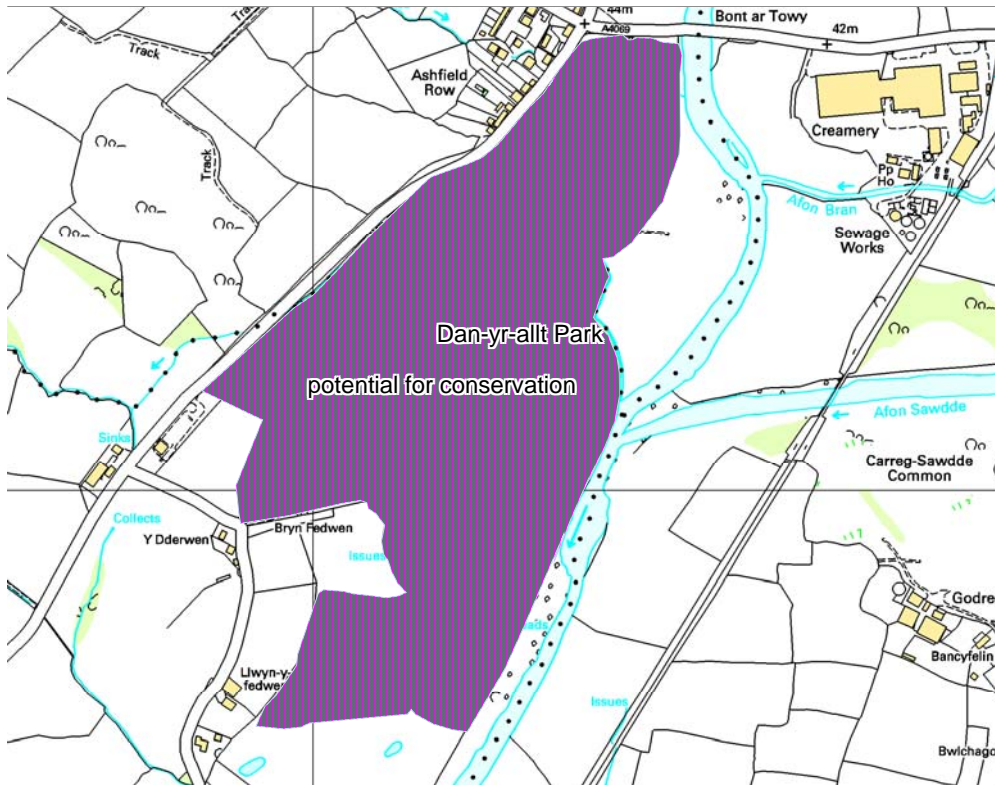 44m
A4069
Bont ar Towy
42m
Track
Ashfield
Row
Creamery
Track
Pp
Ho
Afon Bran
Sewage
Works
Dan-yr-allt Park
potential for conservation
Afon Sawdde
Sinks
Carreg-Sawdde
Common
Collects
Bryn Fedwen
Y Dderwen
Issues
Godre
Bancyfelin
Llwyn-y-
fedwen
Issues
Bwlchago